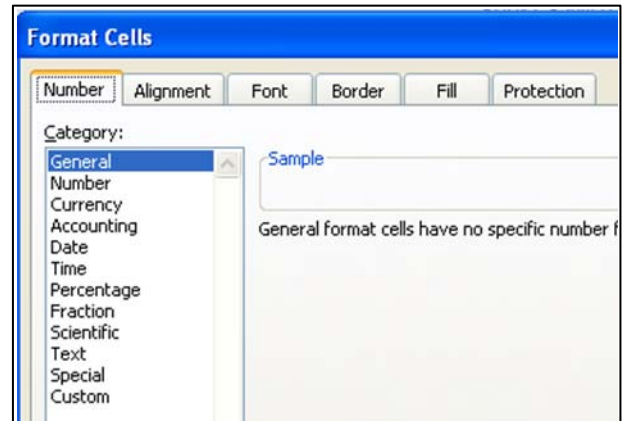 Format Cells
Number Alignment Font Border Fill Protection
Category:
General
Number
Currency
Accounting
Date
Time
Percentage
Fraction
Scientific
Text
Special
Custom
Sample
General format cells have no specific number